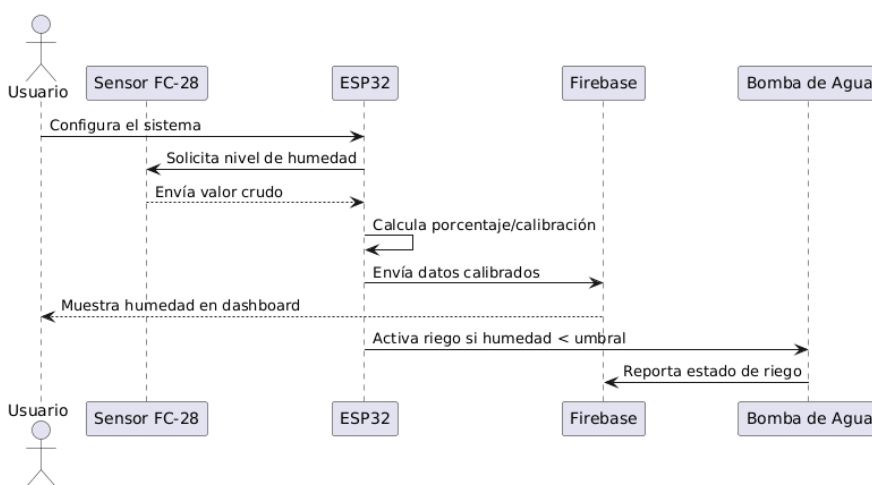 Usuario
Sensor FC-28
ESP32
Firebase
Bomba de Agua
Configura el sistema
Solicita nivel de humedad
Envía valor crudo
Calcula porcentaje/calibración
Envía datos calibrados
Muestra humedad en dashboard
Activa riego si humedad < umbral
Reporta estado de riego
Usuario
Sensor FC-28
ESP32
Firebase
Bomba de Agua